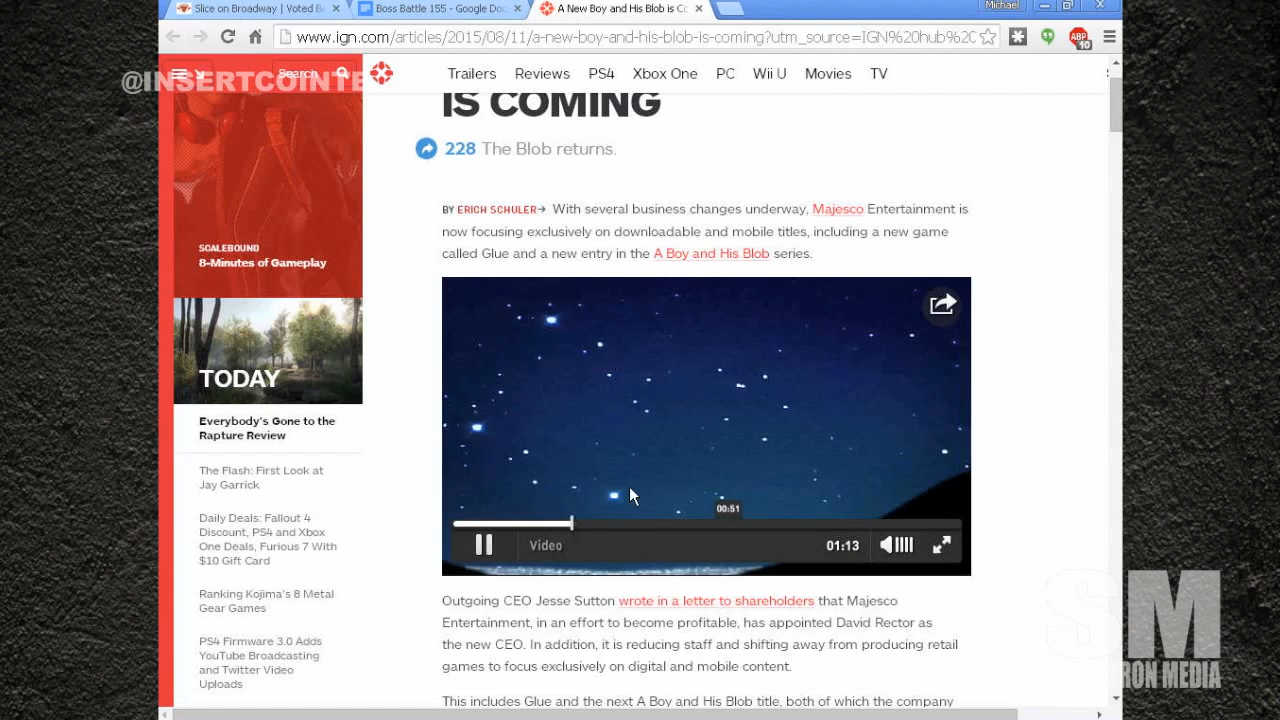 Slice on Broadway | Voted Be
Boss Battle 155 - Google Doc
A New Boy and His Blob is Co
Michael
www.ign.com/articles/2015/08/11/a-new-boy-and-his-blob-is-coming?utm_source=IGN%20hub%20
ABP
10
@INSERTCOINTE
Search
Trailers Reviews PS4 Xbox One PC Wii U Movies TV
IS COMING
228 The Blob returns.
BY ERICH SCHULER With several business changes underway, Majesco Entertainment is
now focusing exclusively on downloadable and mobile titles, including a new game
called Glue and a new entry in the A Boy and His Blob series.
SCALEBOUND
8-Minutes of Gameplay
TODAY
Everybody's Gone to the
Rapture Review
The Flash: First Look at
Jay Garrick
Daily Deals: Fallout 4
Discount, PS4 and Xbox
One Deals, Furious 7 With
$10 Gift Card
Ranking Kojima's 8 Metal
Gear Games
PS4 Firmware 3.0 Adds
YouTube Broadcasting
and Twitter Video
Uploads
00:51
Video 01:13
Outgoing CEO Jesse Sutton wrote in a letter to shareholders that Majesco
Entertainment, in an effort to become profitable, has appointed David Rector as
the new CEO. In addition, it is reducing staff and shifting away from producing retail
games to focus exclusively on digital and mobile content.
This includes Glue and the next A Boy and His Blob title, both of which the company
SM
RON MEDIA